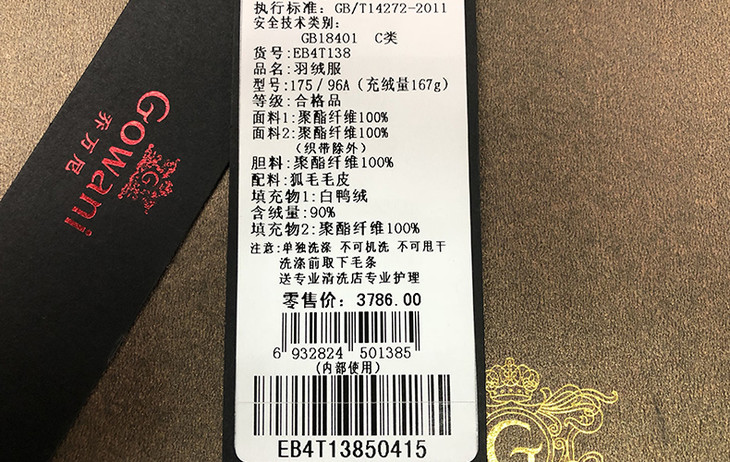 执行标准: GB/T14272-2011
安全技术类别:
GB18401 C类
货号:EB4T138
品名:羽绒服
型号:175/96A（充绒量167g）
等级:合格品
面料1:聚酯纤维100%
面料2:聚酯纤维100%
（织带除外）
胆料:聚酯纤维100%
配料:狐毛毛皮
填充物1:白鸭绒
含绒量:90%
填充物2:聚酯纤维100%
注意:单独洗涤 不可机洗 不可甩干
洗涤前取下毛条
送专业清洗店专业护理
零售价: 3786.00
6 932824 501385
(内部使用)
EB4T13850415
Gowani
乔万尼
G
G